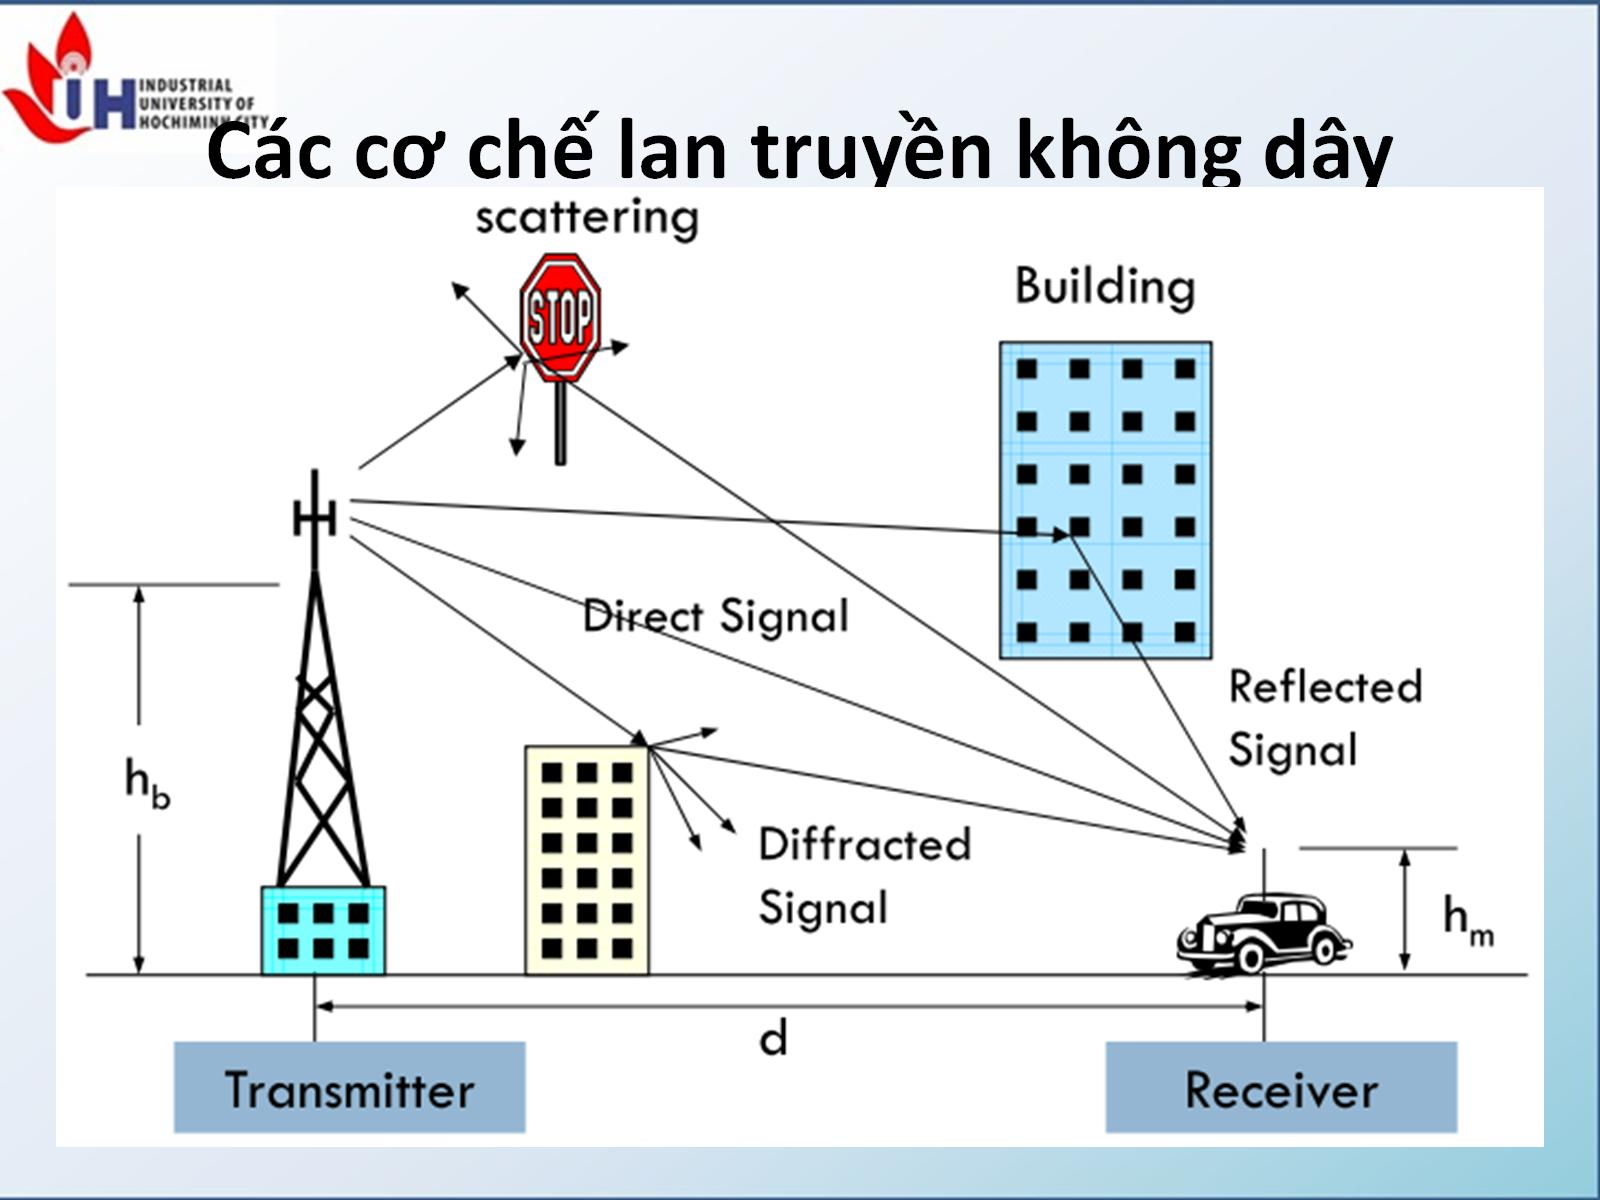 INDUSTRIAL
UNIVERSITY OF
HOCHIMINH CITY
Các cơ chế lan truyền không dây
scattering
STOP
Building
Direct Signal
Reflected
Signal
hb
Diffracted
Signal
hm
d
Transmitter
Receiver